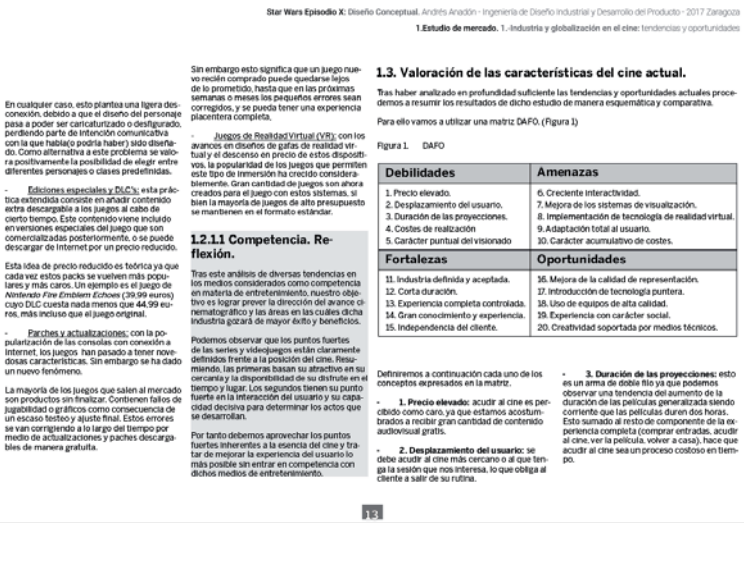 Star Wars Episodio X: Diseño Conceptual. Andrés Anadón - Ingeniería de Diseño Industrial y Desarrollo del Producto - 2017 Zaragoza
1.Estudio de mercado. 1.-Industria y globalización en el cine: tendencias y oportunidades
En cualquier caso, esto plantea una ligera des-
conexión, debido a que el diseño del personaje
pasa a poder ser caricaturizado o desfigurado,
perdiendo parte de intención comunicativa
con la que había(o podría haber) sido diseña-
do. Como alternativa a este problema se valo-
ra positivamente la posibilidad de elegir entre
diferentes personajes o clases predefinidas.
- Ediciones especiales y DLC's: esta prác-
tica extendida consiste en añadir contenido
extra descargable a los juegos al cabo de
cierto tiempo. Este contenido viene incluido
en versiones especiales del juego que son
comercializadas posteriormente, o se puede
descargar de Internet por un precio reducido.
Esta idea de precio reducido es teórica ya que
cada vez estos packs se vuelven más popu-
lares y más caros. Un ejemplo es el juego de
Nintendo Fire Emblem Echoes (39,99 euros)
cuyo DLC cuesta nada menos que 44,99 eu-
ros, más incluso que el juego original.
- Parches y actualizaciones: con la po-
pularización de las consolas con conexión a
Internet, los juegos han pasado a tener nove-
dosas características. Sin embargo se ha dado
un nuevo fenómeno.
La mayoría de los juegos que salen al mercado
son productos sin finalizar. Contienen fallos de
jugabilidad o gráficos como consecuencia de
un escaso testeo y ajuste final. Estos errores
se van corrigiendo a lo largo del tiempo por
medio de actualizaciones y paches descarga-
bles de manera gratuita.
Sin embargo esto significa que un juego nue-
vo recién comprado puede quedarse lejos
de lo prometido, hasta que en las próximas
semanas o meses los pequeños errores sean
corregidos, y se pueda tener una experiencia
placentera completa.
- Juegos de Realidad Virtual (VR): con los
avances en diseños de gafas de realidad vir-
tual y el descenso en precio de estos dispositi-
vos, la popularidad de los juegos que permiten
este tipo de inmersión ha crecido considera-
blemente. Gran cantidad de juegos son ahora
creados para el juego con estos sistemas, si
bien la mayoría de juegos de alto presupuesto
se mantienen en el formato estándar.
1.2.1.1 Competencia. Re-
flexión.
Tras este análisis de diversas tendencias en
los medios considerados como competencia
en materia de entretenimiento, nuestro obje-
tivo es lograr prever la dirección del avance ci-
nematográfico y las áreas en las cuáles dicha
industria gozará de mayor éxito y beneficios.
Podemos observar que los puntos fuertes
de las series y videojuegos están claramente
definidos frente a la posición del cine. Resu-
miendo, las primeras basan su atractivo en su
cercanía y la disponibilidad de su disfrute en el
tiempo y lugar. Los segundos tienen su punto
fuerte en la interacción del usuario y su capa-
cidad decisiva para determinar los actos que
se desarrollan.
Por tanto debemos aprovechar los puntos
fuertes inherentes a la esencia del cine y tra-
tar de mejorar la experiencia del usuario lo
más posible sin entrar en competencia con
dichos medios de entretenimiento.
1.3. Valoración de las características del cine actual.
Tras haber analizado en profundidad suficiente las tendencias y oportunidades actuales proce-
demos a resumir los resultados de dicho estudio de manera esquemática y comparativa.
Para ello vamos a utilizar una matriz DAFO. (Figura 1)
Figura 1. DAFO
Debilidades
1. Precio elevado.
2. Desplazamiento del usuario.
3. Duración de las proyecciones.
4. Costes de realización
5. Carácter puntual del visionado
Amenazas
6. Creciente interactividad.
7. Mejora de los sistemas de visualización.
8. Implementación de tecnología de realidad virtual.
9. Adaptación total al usuario.
10. Carácter acumulativo de costes.
Fortalezas
11. Industria definida y aceptada.
12. Corta duración.
13. Experiencia completa controlada.
14. Gran conocimiento y experiencia.
15. Independencia del cliente.
Oportunidades
16. Mejora de la calidad de representación.
17. Introducción de tecnología puntera.
18. Uso de equipos de alta calidad.
19. Experiencia con carácter social.
20. Creatividad soportada por medios técnicos.
Definiremos a continuación cada uno de los
conceptos expresados en la matriz.
- 1. Precio elevado: acudir al cine es per-
cibido como caro, ya que estamos acostum-
brados a recibir gran cantidad de contenido
audiovisual gratis.
- 2. Desplazamiento del usuario: se
debe acudir al cine más cercano o al que ten-
ga la sesión que nos interesa, lo que obliga al
cliente a salir de su rutina.
- 3. Duración de las proyecciones: esto
es un arma de doble filo ya que podemos
observar una tendencia del aumento de la
duración de las películas generalizada siendo
corriente que las películas duren dos horas.
Esto sumado al resto de componente de la ex-
periencia completa (comprar entradas, acudir
al cine, ver la película, volver a casa), hace que
acudir al cine sea un proceso costoso en tiem-
po.
13